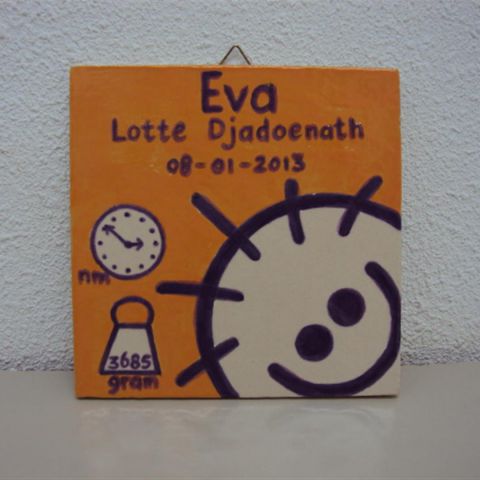 Eva
Lotte Djadoenath
08-01-2013
nm
3685
gram